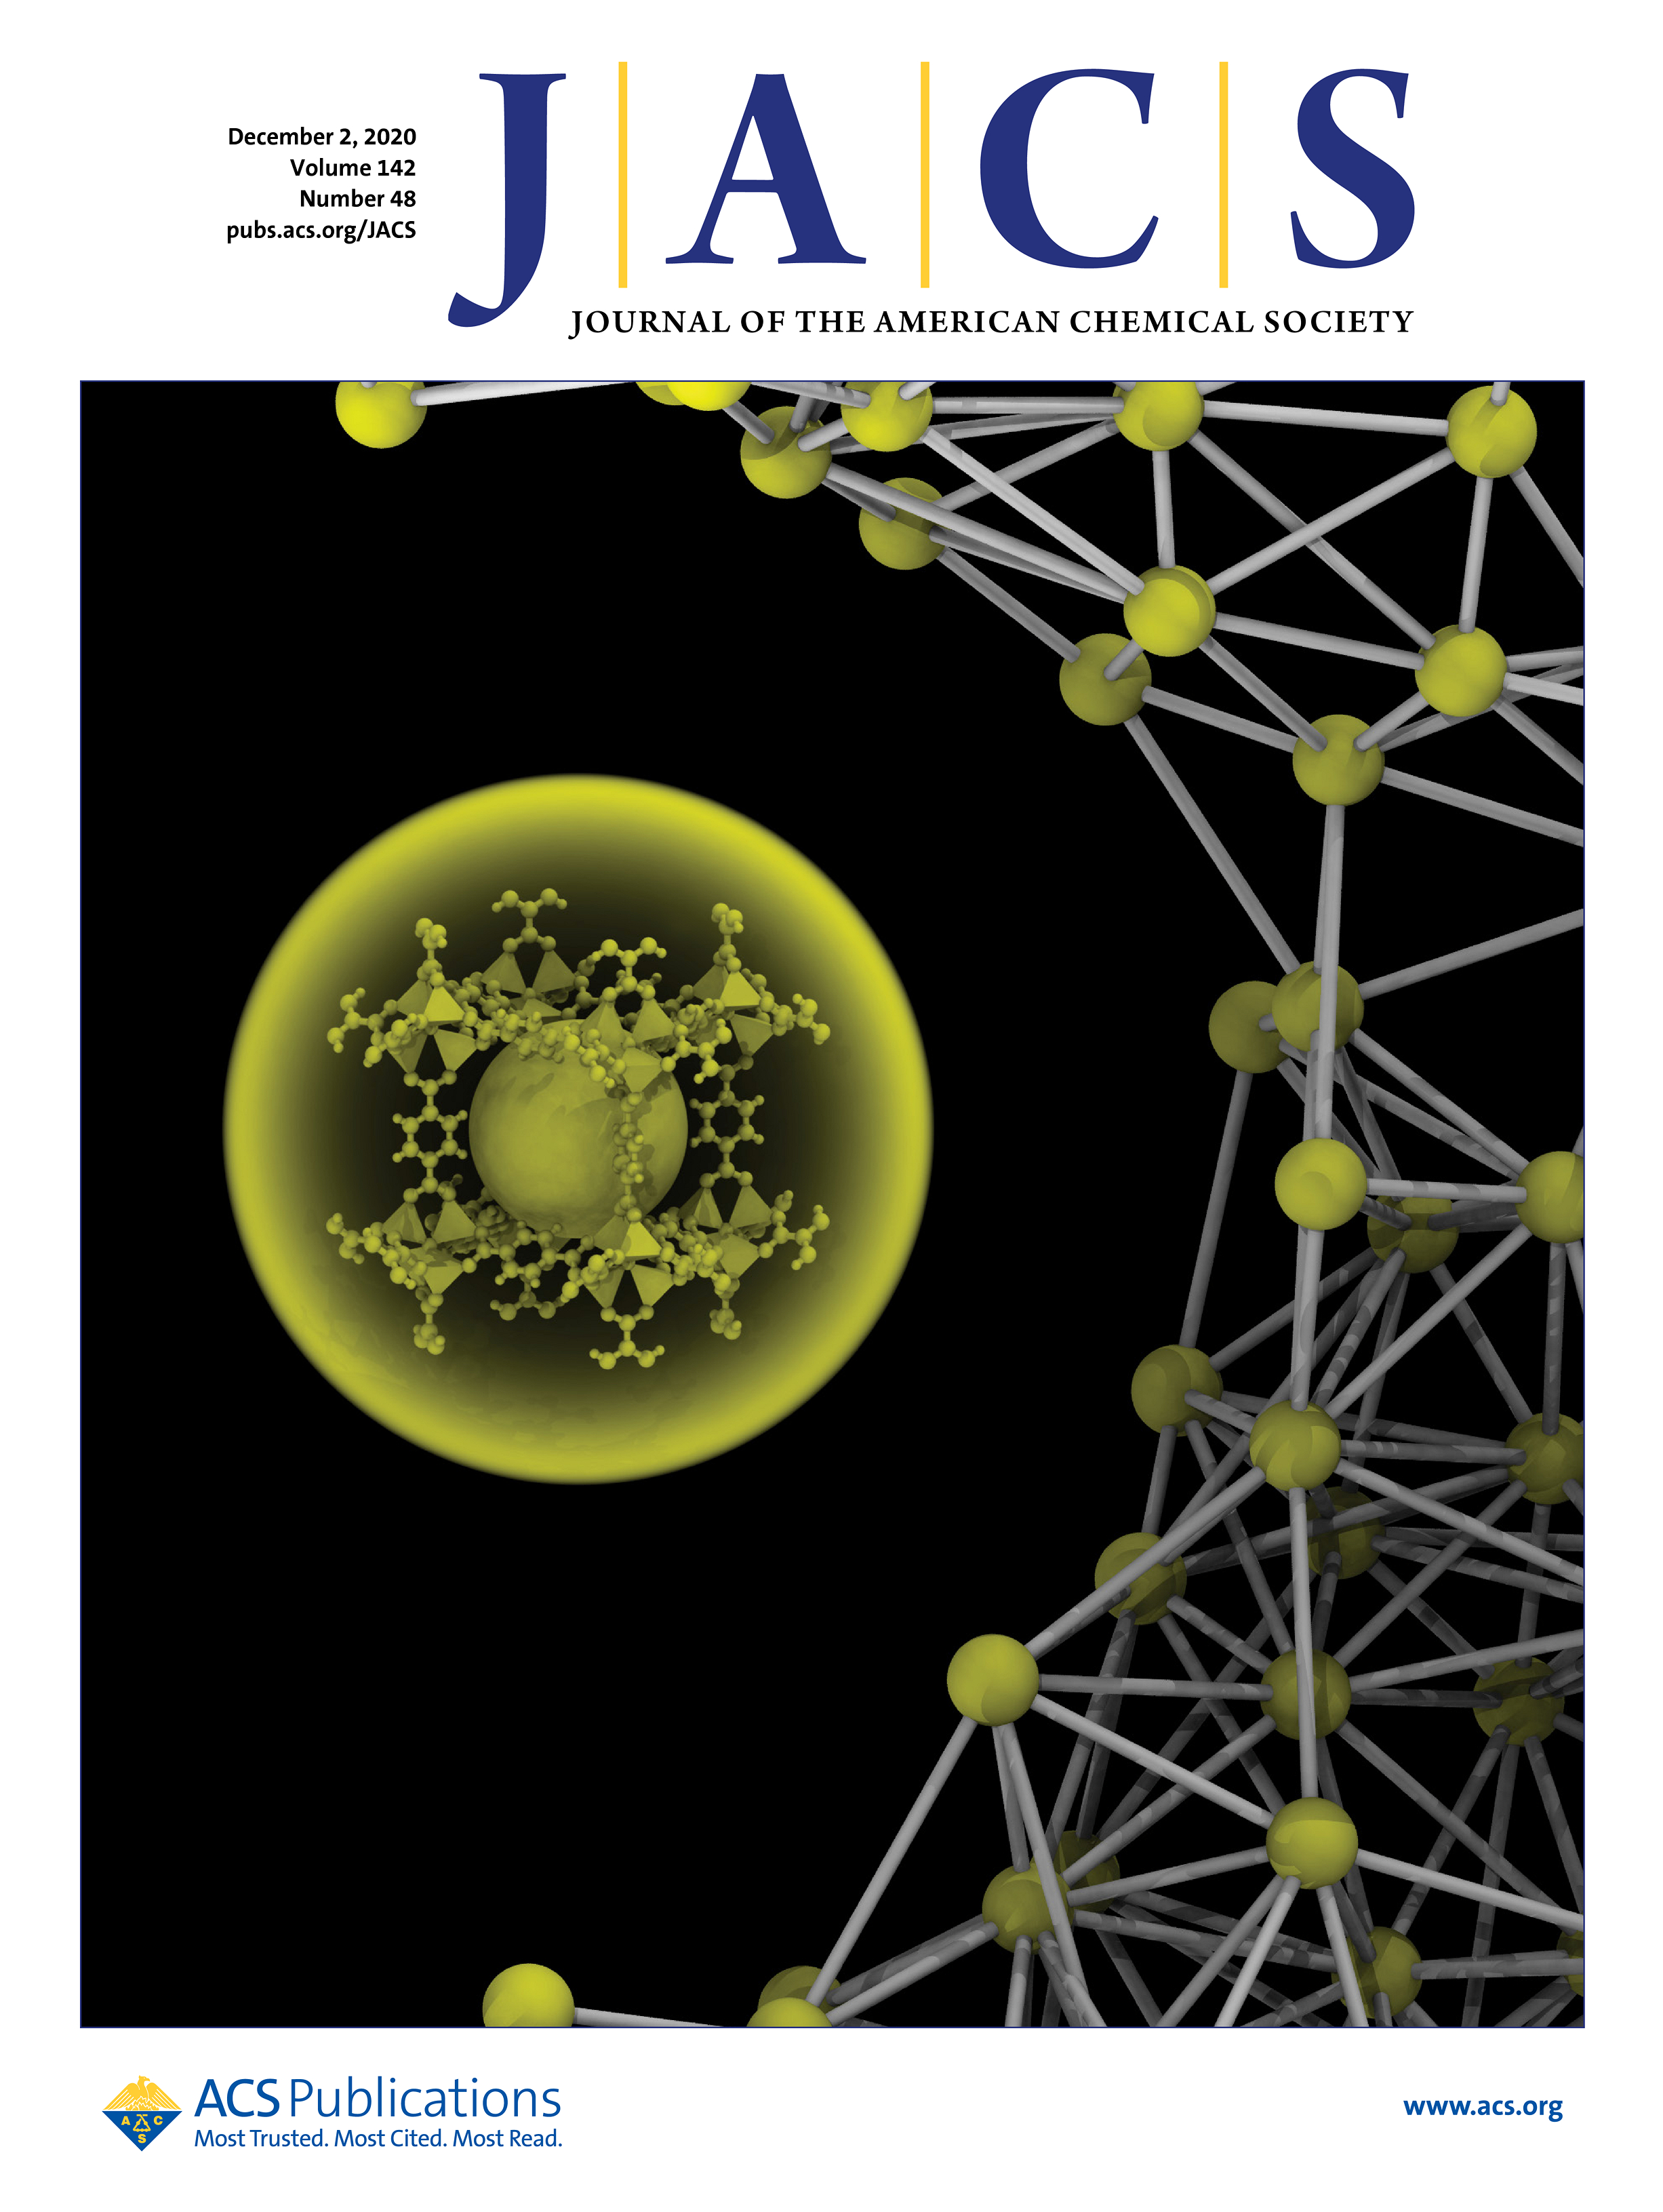 J|A|C|S
December 2, 2020
Volume 142
Number 48
pubs.acs.org/JACS
JOURNAL OF THE AMERICAN CHEMICAL SOCIETY
A C
S
ACS Publications
Most Trusted. Most Cited. Most Read.
www.acs.org